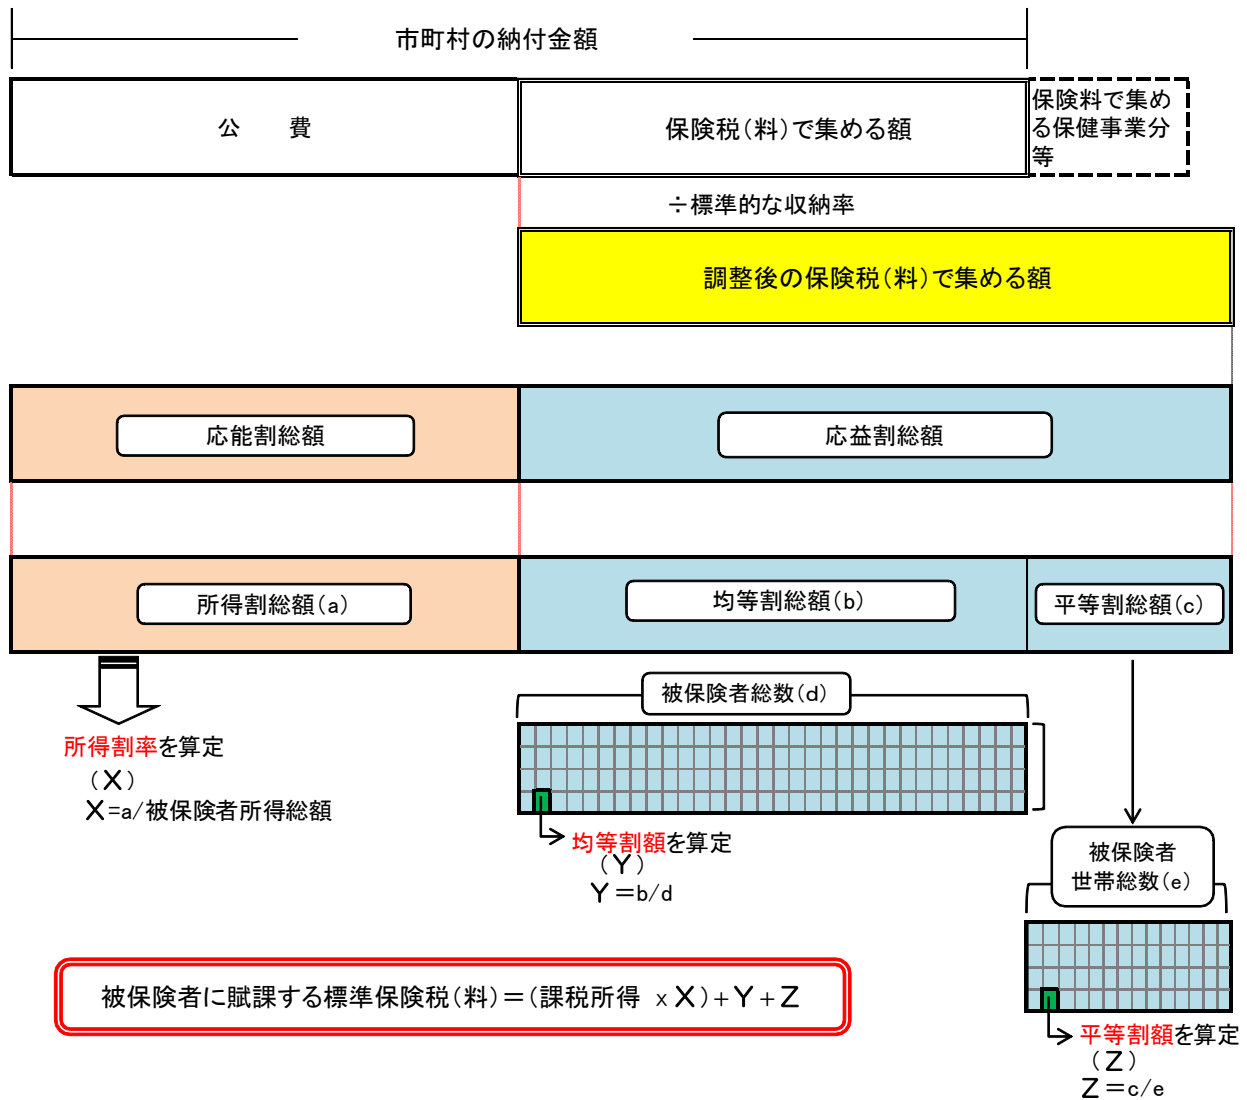 市町村の納付金額
公　　費
保険税（料）で集める額
保険料で集め
る保健事業分
等
÷標準的な収納率
調整後の保険税（料）で集める額
応能割総額
応益割総額
所得割総額（a）
均等割総額（b）
平等割総額（c）
被保険者総数（d）
所得割率を算定
（X）
X=a/被保険者所得総額
均等割額を算定
（Y）
Y＝b/d
被保険者
世帯総数（e）
被保険者に賦課する標準保険税（料）＝（課税所得 x X）+Y+Z
平等割額を算定
（Z）
Z＝c/e